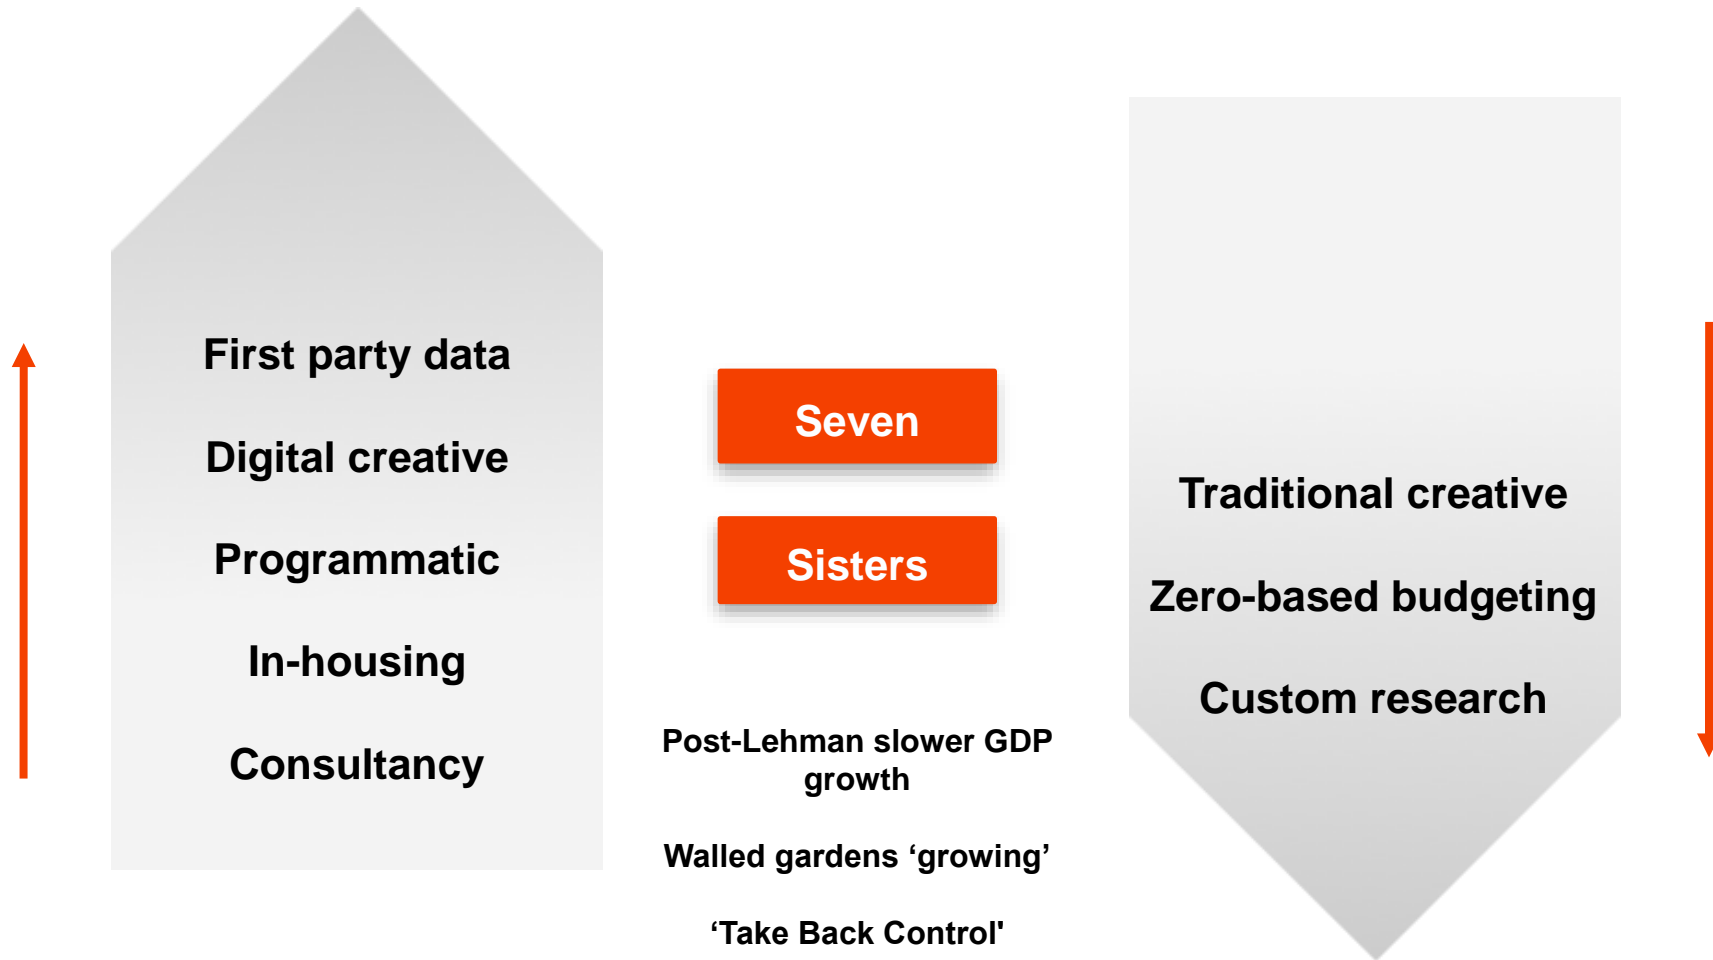 First party data
Digital creative
Programmatic
In-housing
Consultancy
Seven
Sisters
Post-Lehman slower GDP
growth
Walled gardens ‘growing’
‘Take Back Control'
Traditional creative
Zero-based budgeting
Custom research